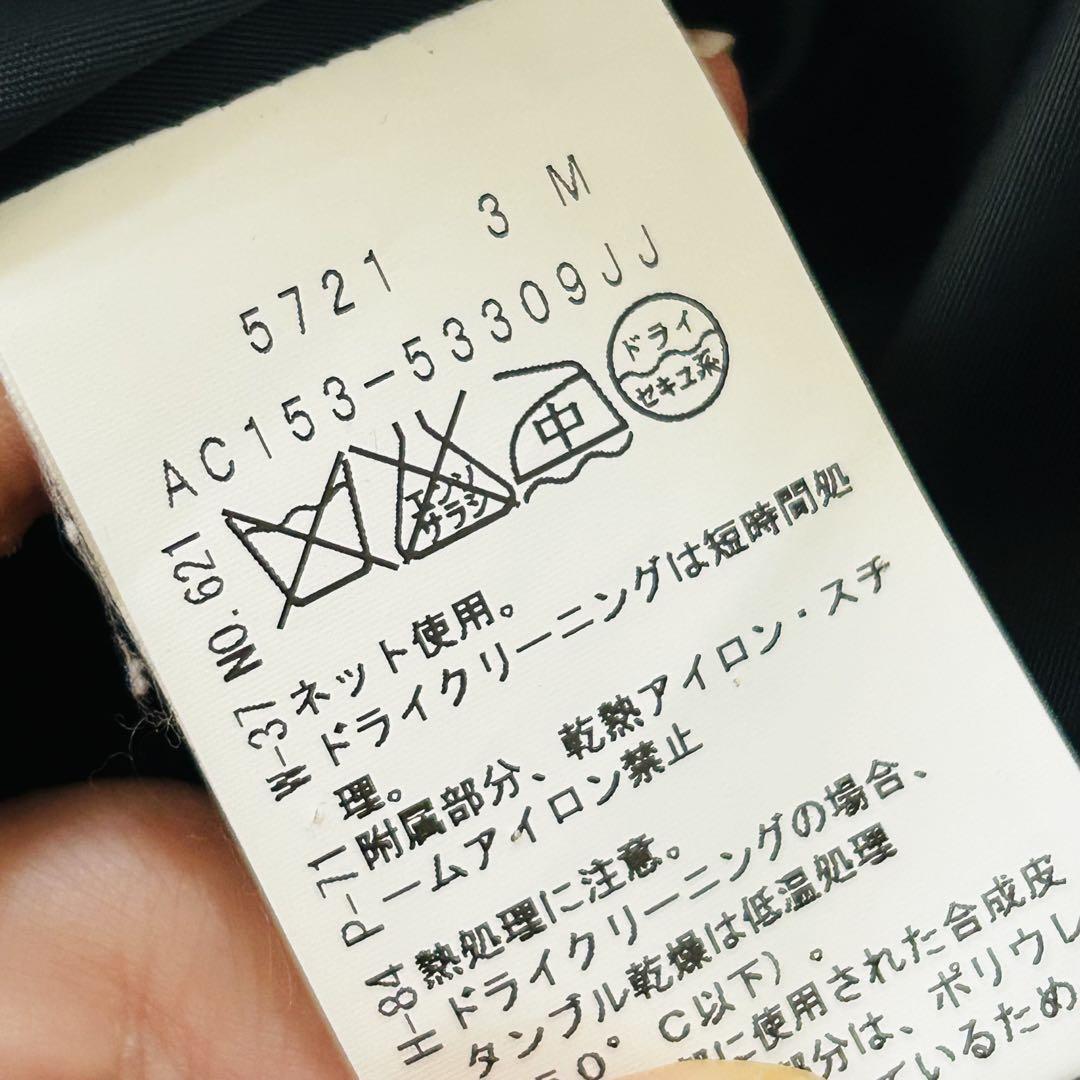 5721 3 M
AC153-53309JJ
エンソ
サラシ
中
ドライ
セキユ系
NO.621
W-37 ネット使用。
ドライクリーニングは短時間処
理。
P-71 附属部分、乾熱アイロン・スチ
ームアイロン禁止
H-84 熱処理に注意。
ドライクリーニングの場合、
タンブル乾燥は低温処理
0°C以下)。
に使用された合成皮
部分は、ポリウレ
ているため